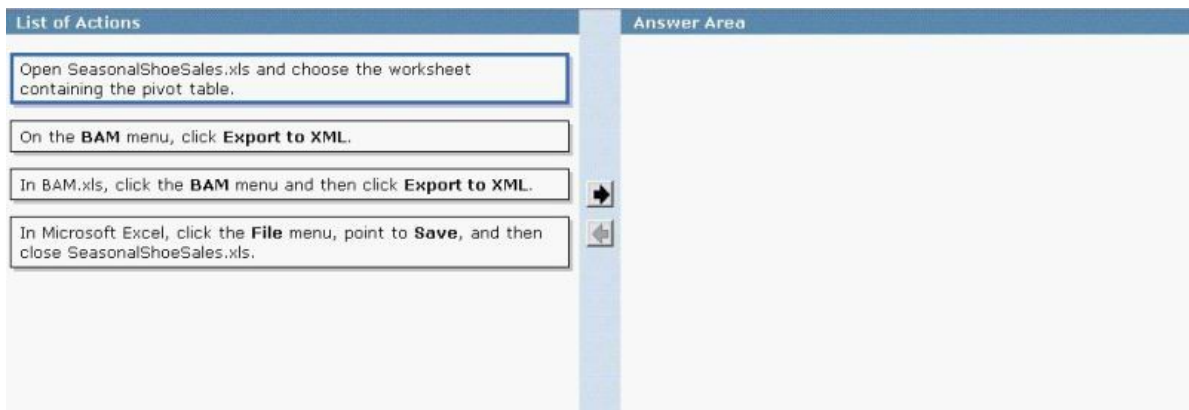 List of Actions
Answer Area
Open SeasonalShoeSales.xls and choose the worksheet
containing the pivot table.
On the BAM menu, click Export to XML.
In BAM.xls, click the BAM menu and then click Export to XML.
In Microsoft Excel, click the File menu, point to Save, and then
close SeasonalShoeSales.xls.